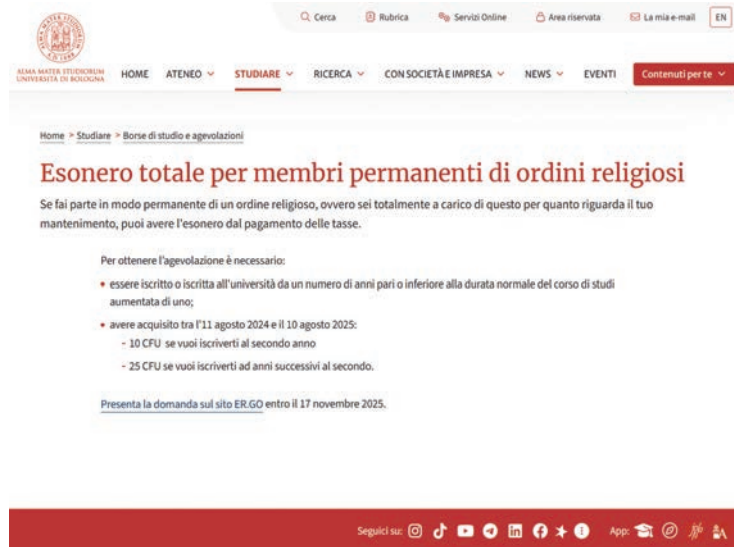 Cerca Rubrica Servizi Online Area riservata La mia e-mail EN
ALMA MATER STUDIORUM
UNIVERSITÀ DI BOLOGNA
HOME ATENEO STUDIARE RICERCA CON SOCIETÀ E IMPRESA NEWS EVENTI Contenuti per te
Home > Studiare > Borse di studio e agevolazioni
Esonero totale per membri permanenti di ordini religiosi
Se fai parte in modo permanente di un ordine religioso, ovvero sei totalmente a carico di questo per quanto riguarda il tuo
mantenimento, puoi avere l'esonero dal pagamento delle tasse.
Per ottenere l'agevolazione è necessario:
• essere iscritto o iscritta all'università da un numero di anni pari o inferiore alla durata normale del corso di studi
aumentata di uno;
• avere acquisito tra l'11 agosto 2024 e il 10 agosto 2025:
- 10 CFU se vuoi iscriverti al secondo anno
- 25 CFU se vuoi iscriverti ad anni successivi al secondo.
Presenta la domanda sul sito ER.GO entro il 17 novembre 2025.
Seguici su: App: